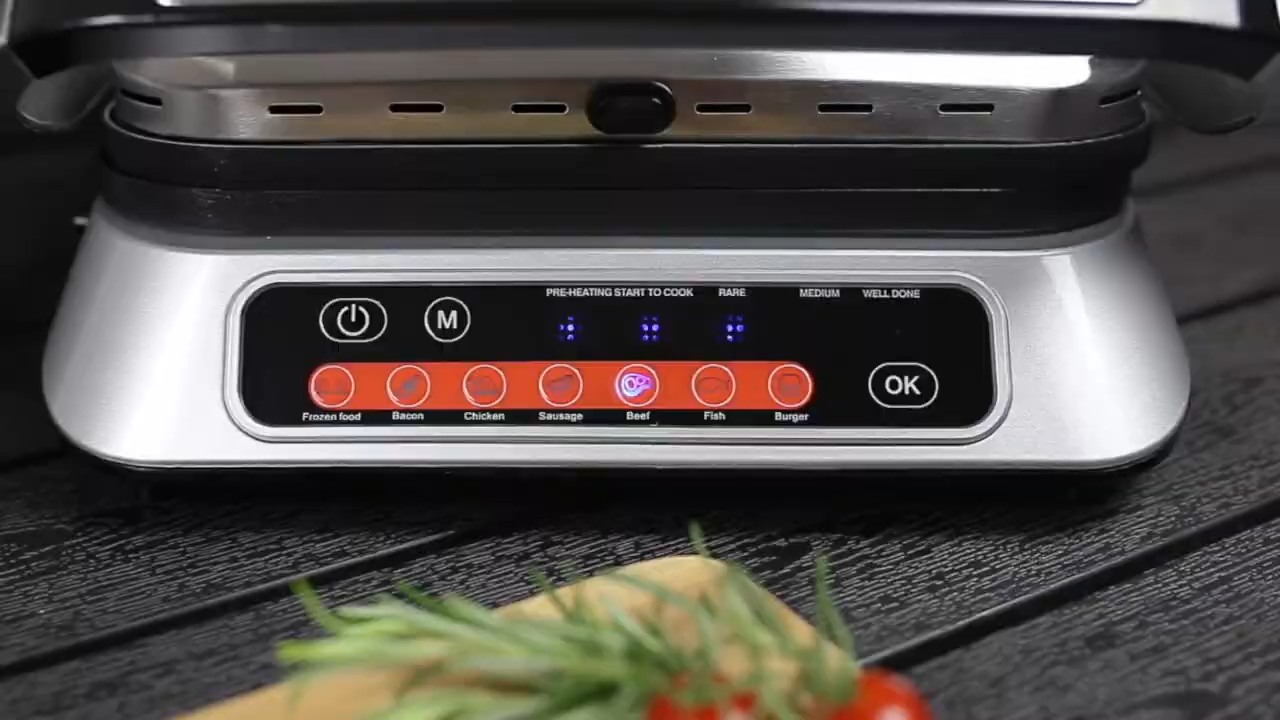 PRE-HEATING START TO COOK RARE MEDIUM WELL DONE
M
OK
Frozen food Bacon Chicken Sausage Beef Fish Burger